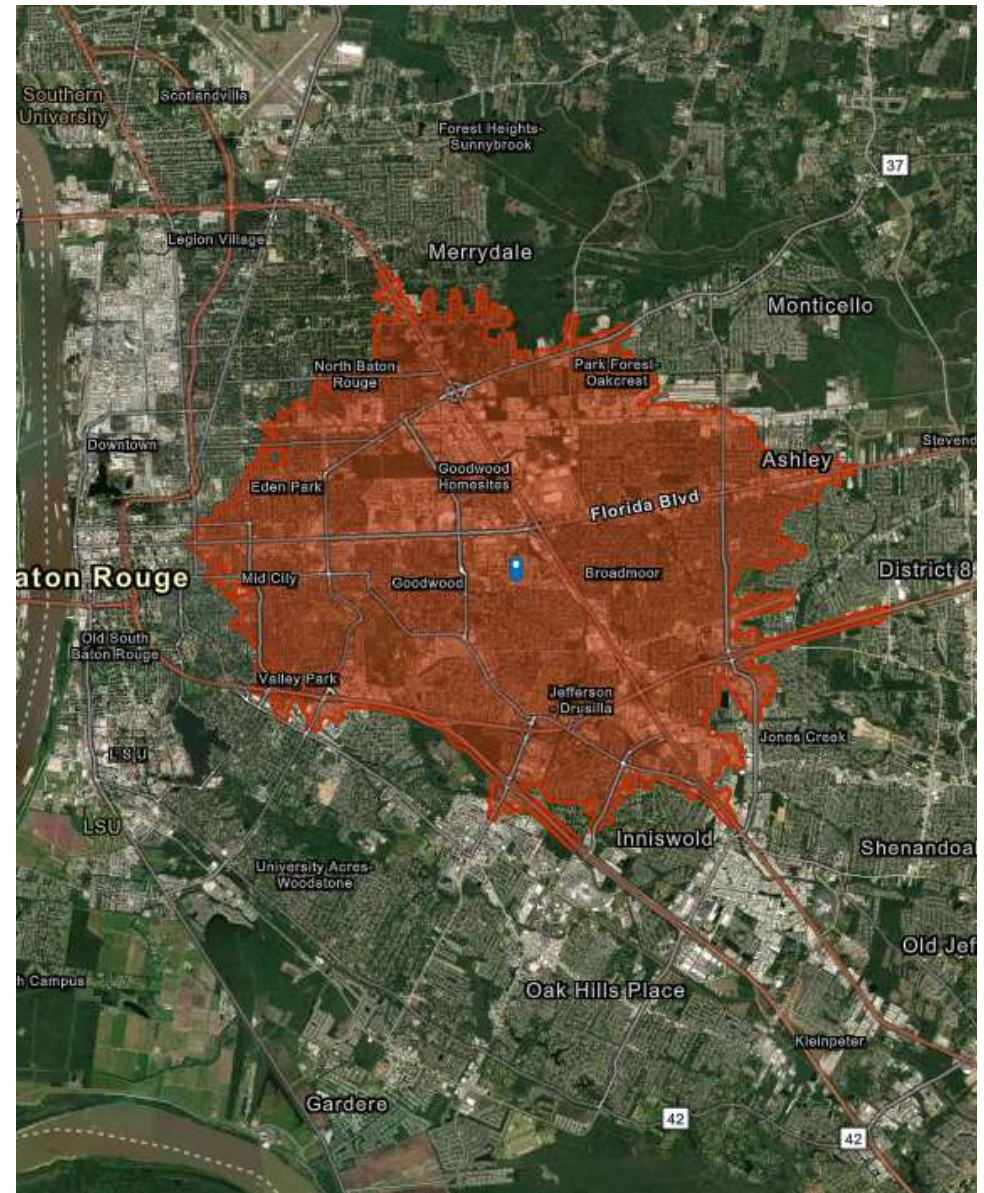 Southern
University
Scotlandville
Forest Heights-
Sunnybrook
37
Legion Village
Merrydale
Monticello
North Baton
Rouge
Park Forest-
Oakcrest
Downtown
Stevend
Ashley
Goodwood
Homesites
Eden Park
Florida Blvd
aton Rouge
Mid City
Goodwood
Broadmoor
District 8
Old South
Baton Rouge
Valley Park
Jefferson
- Drusilla
Jones Creek
LSU
LSU
Inniswold
Shenandoa
University Acres-
Woodstone
Old Jef
h Campus
Oak Hills Place
Kleinpeter
Gardere
42
42